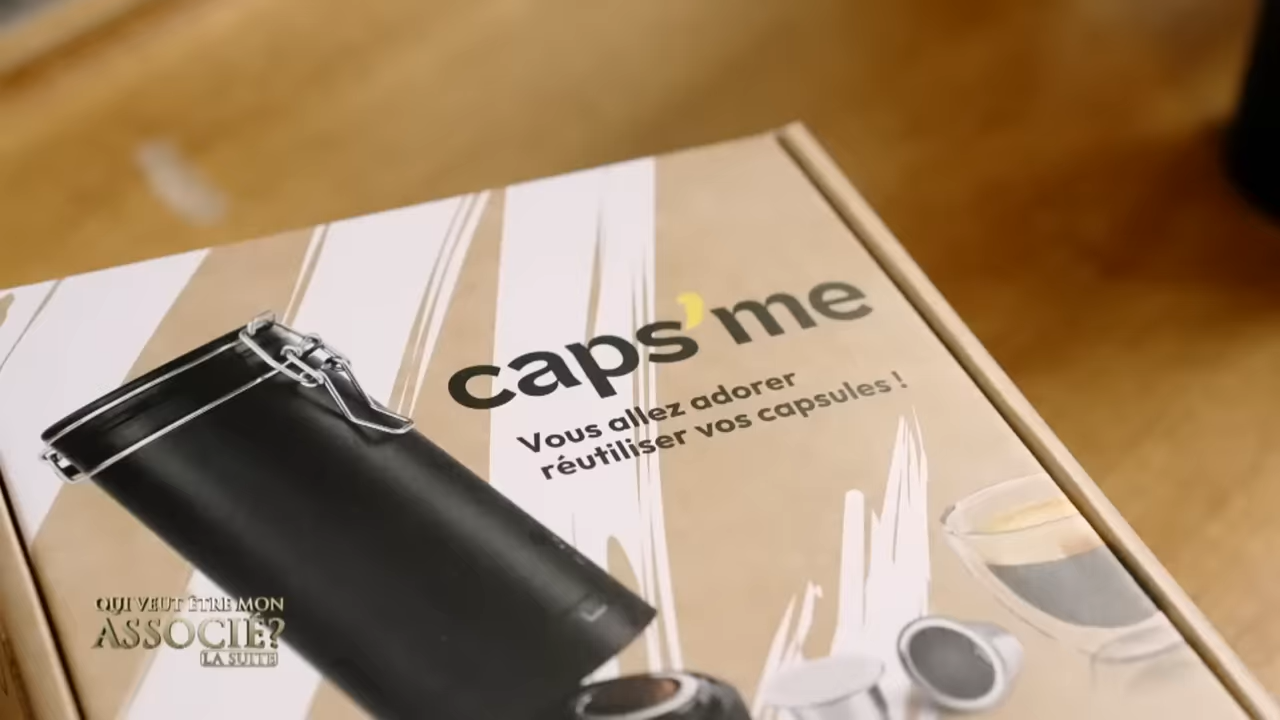 caps'me
Vous allez adorer
réutiliser vos capsules !
QUI VEUT ÊTRE MON
ASSOCIÉ?
LA SUITE